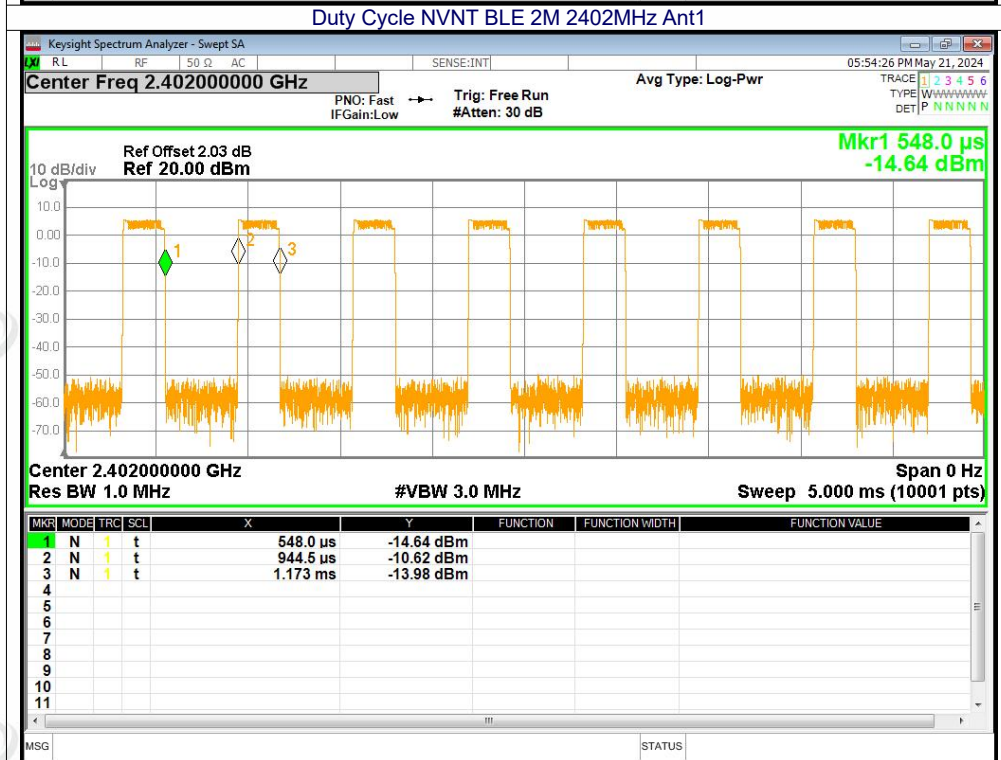 Duty Cycle NVNT BLE 2M 2402MHz Ant1
Keysight Spectrum Analyzer - Swept SA
LXI RL RF 50 Ω AC SENSE:INT 05:54:26 PM May 21, 2024
Center Freq 2.402000000 GHz Avg Type: Log-Pwr TRACE 1 2 3 4 5 6
PNO: Fast Trig: Free Run TYPE WWWWWW
IFGain:Low #Atten: 30 dB DET P N N N N N
Mkr1 548.0 µs
Ref Offset 2.03 dB -14.64 dBm
10 dB/div Ref 20.00 dBm
Log
10.0
0.00
-10.0
-20.0
-30.0
-40.0
-50.0
-60.0
-70.0
1 2 3
Center 2.402000000 GHz Span 0 Hz
Res BW 1.0 MHz #VBW 3.0 MHz Sweep 5.000 ms (10001 pts)
MKR MODE TRC SCL X Y FUNCTION FUNCTION WIDTH FUNCTION VALUE
1 N 1 t 548.0 µs -14.64 dBm
2 N 1 t 944.5 µs -10.62 dBm
3 N 1 t 1.173 ms -13.98 dBm
4
5
6
7
8
9
10
11
MSG STATUS